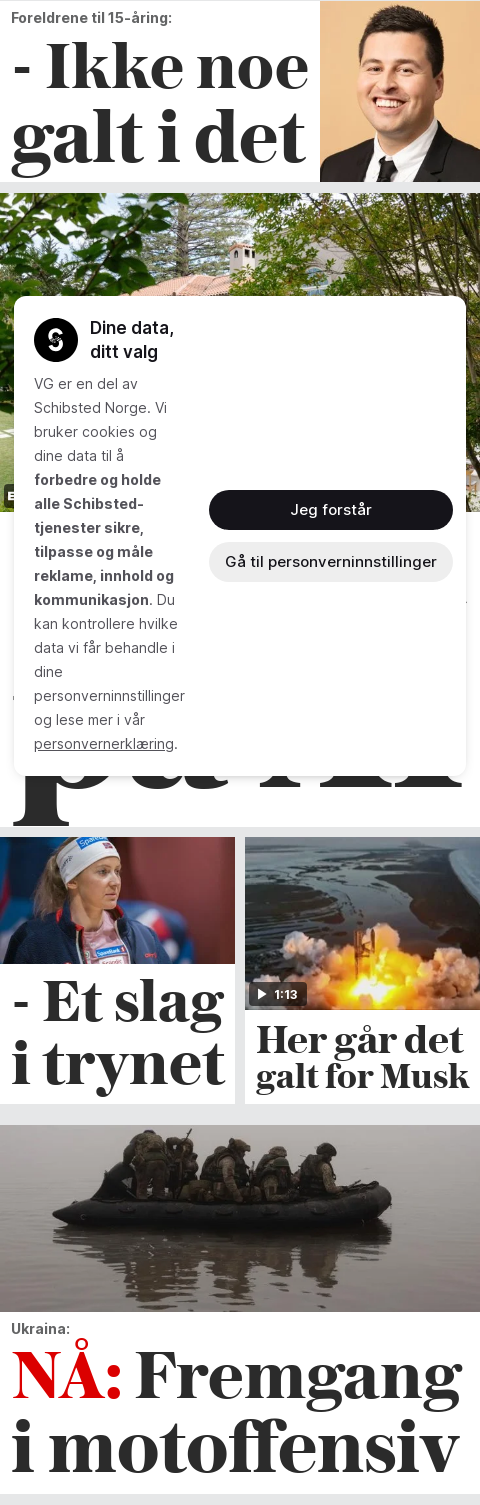 Foreldrene til 15-åring:
- Ikke noe
galt i det
Dine data,
ditt valg
VG er en del av
Schibsted Norge. Vi
bruker cookies og
dine data til å
forbedre og holde
alle Schibsted-
tjenester sikre,
tilpasse og måle
reklame, innhold og
kommunikasjon. Du
kan kontrollere hvilke
data vi får behandle i
dine
personverninnstillinger
og lese mer i vår
personvernerklæring.
Jeg forstår
Gå til personverninnstillinger
- Et slag
i trynet
1:13
Her går det
galt for Musk
Ukraina:
NÅ: Fremgang
i motoffensiv